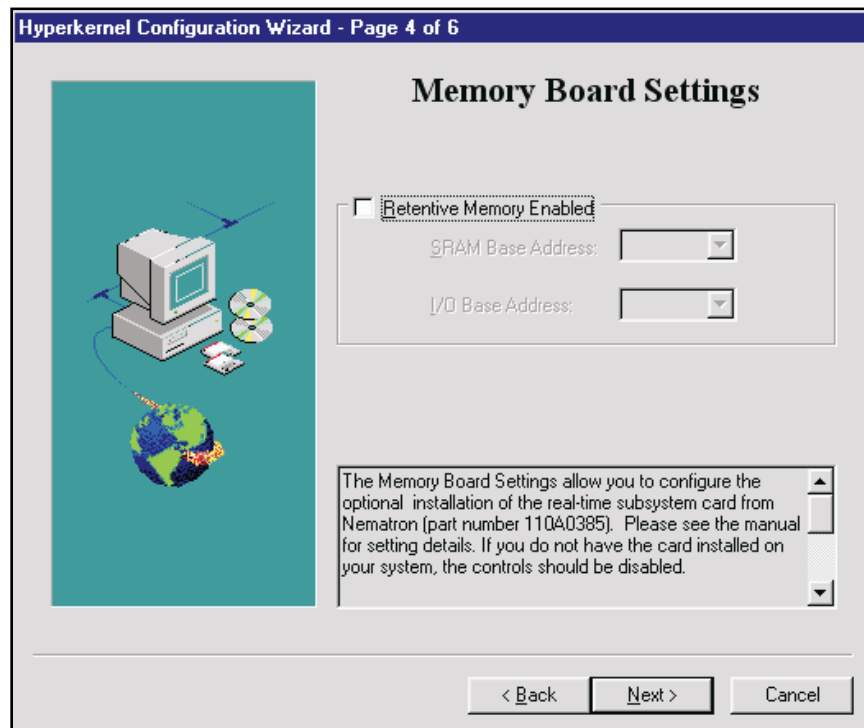 Hyperkernel Configuration Wizard - Page 4 of 6
Memory Board Settings
Retentive Memory Enabled
SRAM Base Address:
I/O Base Address:
The Memory Board Settings allow you to configure the
optional installation of the real-time subsystem card from
Nematron (part number 110A0385). Please see the manual
for setting details. If you do not have the card installed on
your system, the controls should be disabled.
< Back
Next >
Cancel